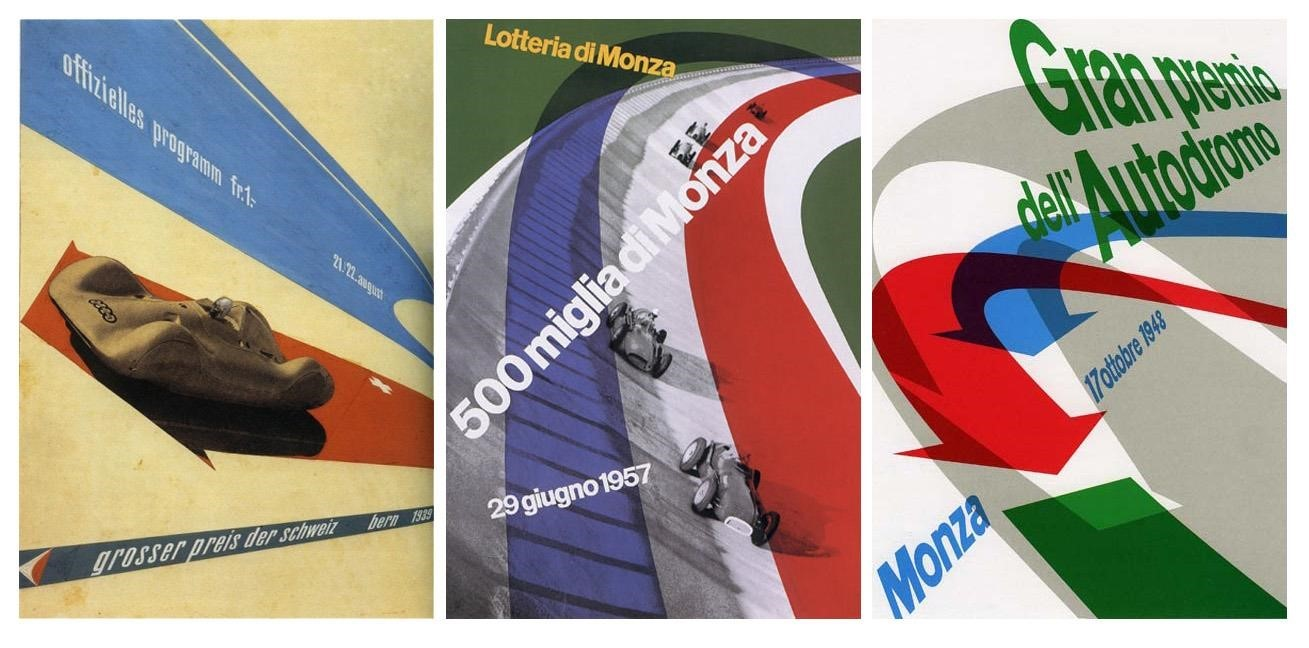 offizielles programm fr.1.-
21./22. august
grosser preis der schweiz bern 1939
Lotteria di Monza
500 miglia di Monza
29 giugno 1957
Gran premio
dell'Autodromo
17 ottobre 1948
Monza